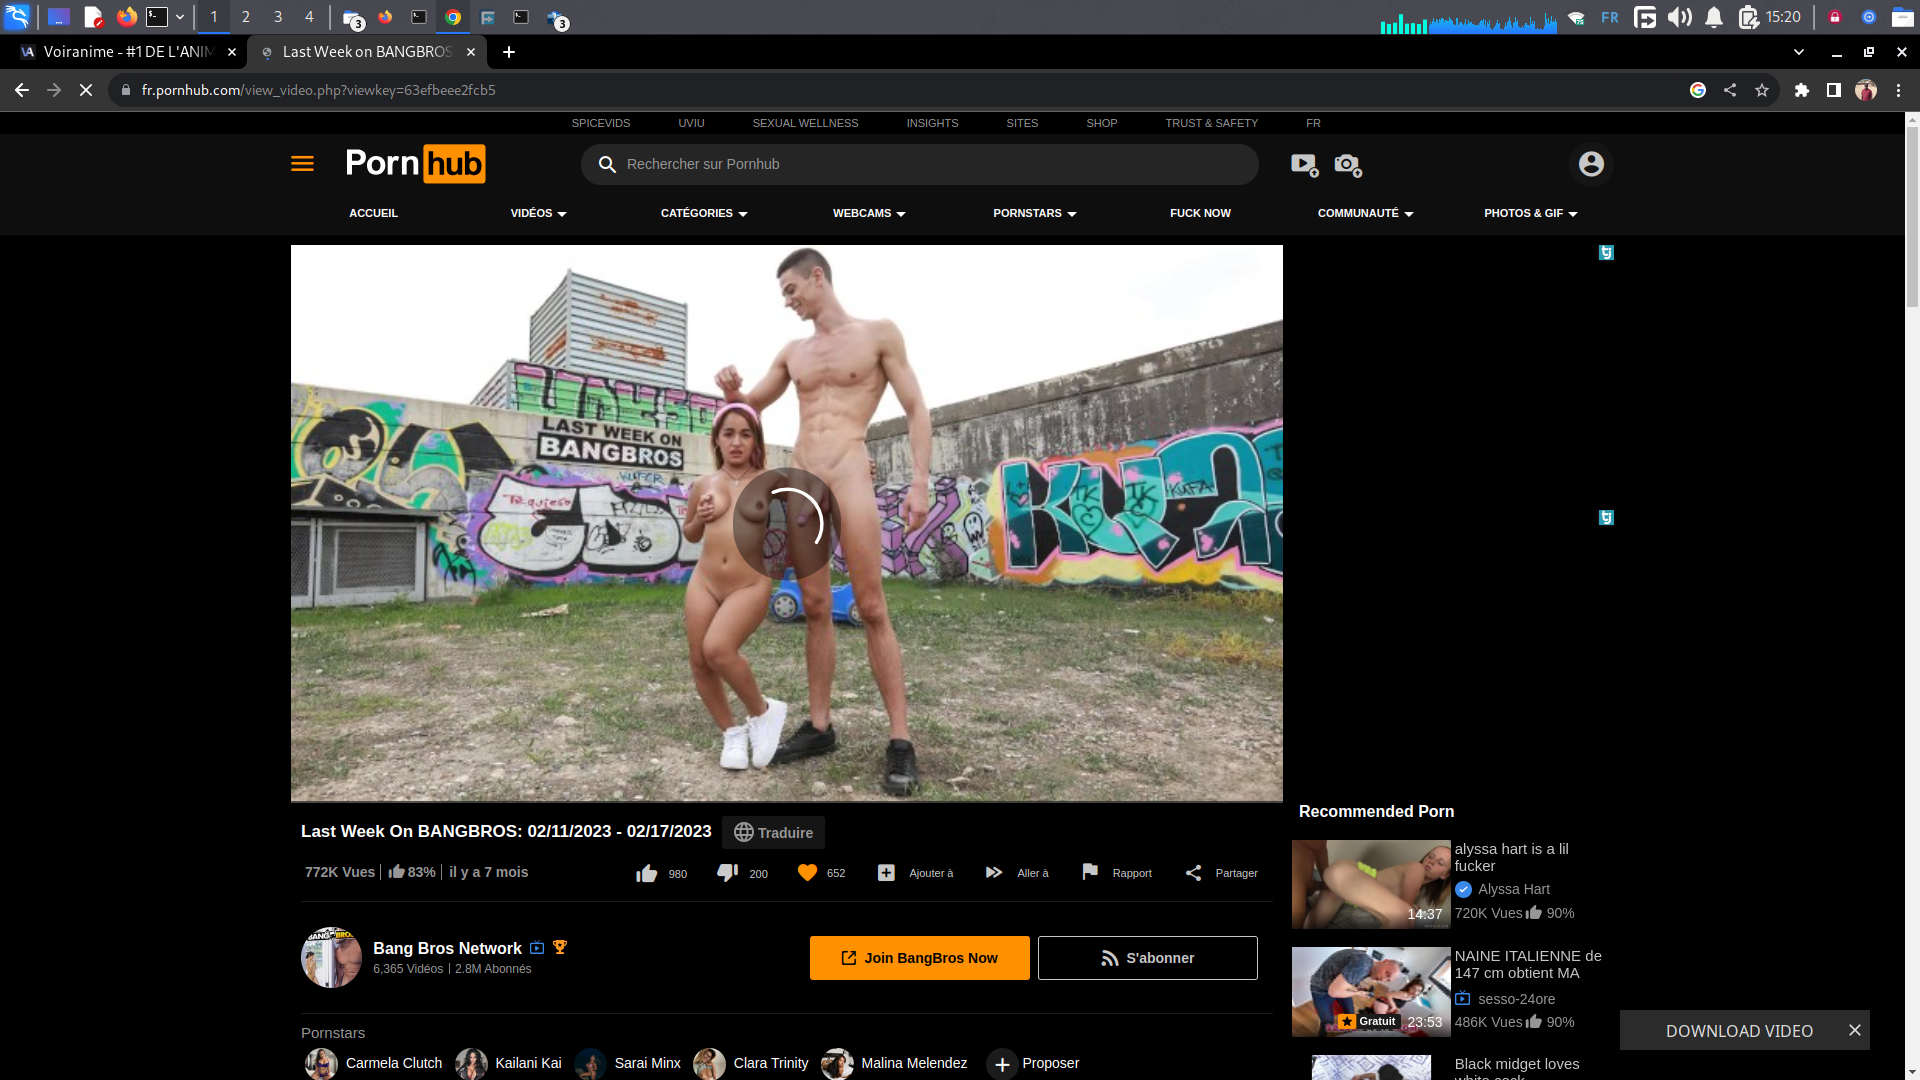 1 2 3 4 3 3 FR 15:20
Voiranime - #1 DE L'ANIM
Last Week on BANGBROS
fr.pornhub.com/view_video.php?viewkey=63efbeee2fcb5
SPICEVIDS UVIU SEXUAL WELLNESS INSIGHTS SITES SHOP TRUST & SAFETY FR
Pornhub
Rechercher sur Pornhub
ACCUEIL VIDÉOS CATÉGORIES WEBCAMS PORNSTARS FUCK NOW COMMUNAUTÉ PHOTOS & GIF
LAST WEEK ON
BANGBROS
Last Week On BANGBROS: 02/11/2023 - 02/17/2023
Traduire
772K Vues 83% il y a 7 mois
980 200 652 Ajouter à Aller à Rapport Partager
Bang Bros Network
6,365 Vidéos 2.8M Abonnés
Join BangBros Now
S'abonner
Pornstars
Carmela Clutch Kailani Kai Sarai Minx Clara Trinity Malina Melendez Proposer
Recommended Porn
14:37
alyssa hart is a lil
fucker
Alyssa Hart
720K Vues 90%
Gratuit 23:53
NAINE ITALIENNE de
147 cm obtient MA
sesso-24ore
486K Vues 90%
Black midget loves
DOWNLOAD VIDEO